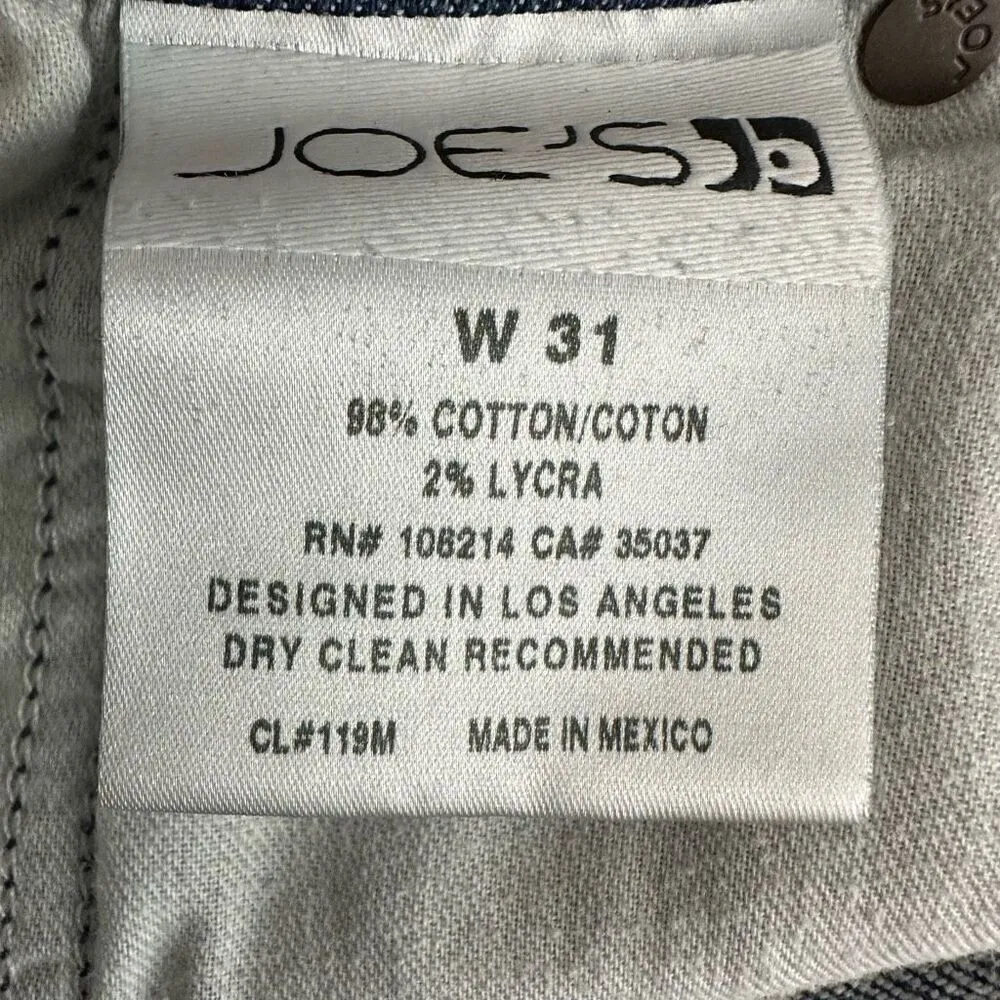 JOE'S
JOE'S
W 31
98% COTTON/COTON
2% LYCRA
RN# 106214 CA# 35037
DESIGNED IN LOS ANGELES
DRY CLEAN RECOMMENDED
CL#119M MADE IN MEXICO